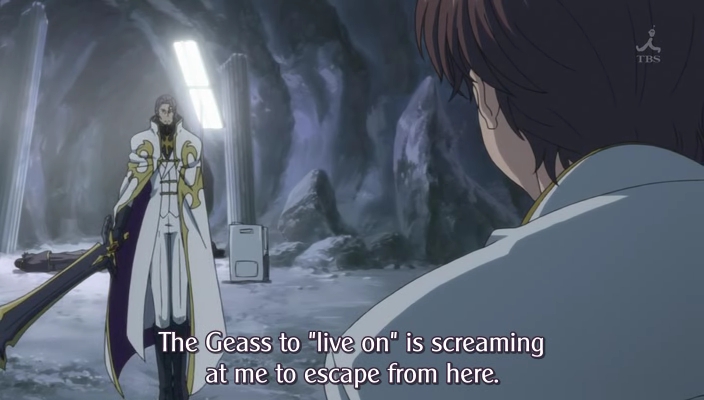 TBS
The Geass to "live on" is screaming
at me to escape from here.